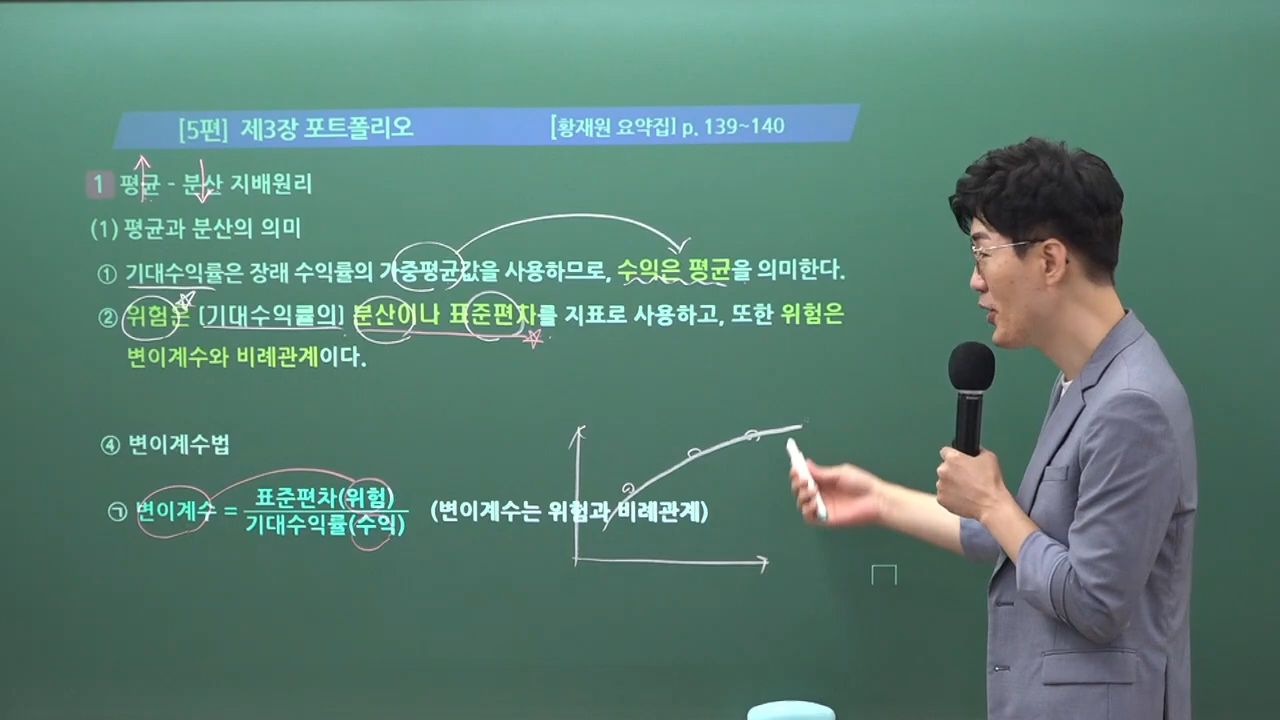 [5편] 제3장 포트폴리오 [황재원 요약집] p. 139~140
1 평균 - 분산 지배원리
(1) 평균과 분산의 의미
① 기대수익률은 장래 수익률의 가중평균값을 사용하므로, 수익은 평균을 의미한다.
② 위험은 [기대수익률의] 분산이나 표준편차를 지표로 사용하고, 또한 위험은
변이계수와 비례관계이다.
④ 변이계수법
㉠ 변이계수 = 표준편차(위험) / 기대수익률(수익) (변이계수는 위험과 비례관계)